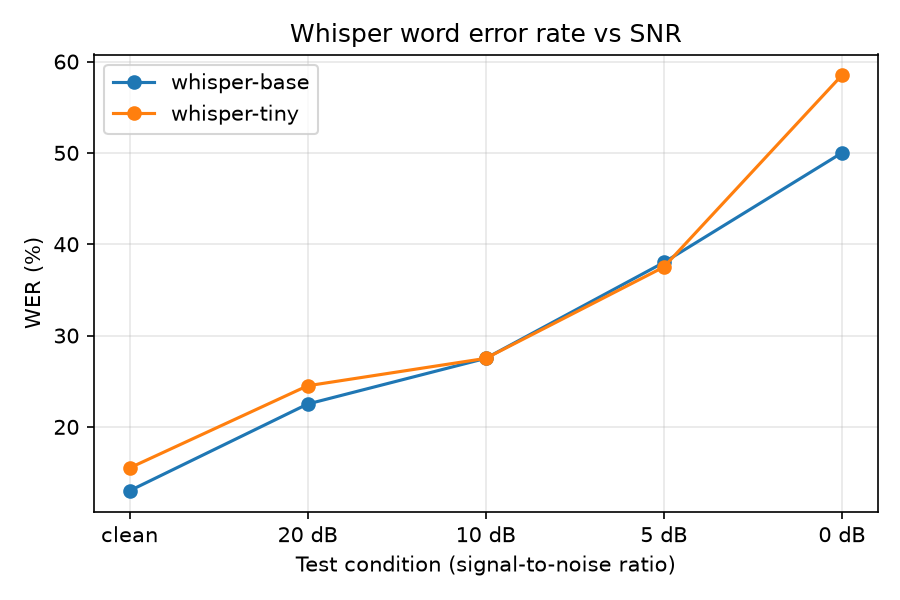 Whisper word error rate vs SNR
whisper-base
whisper-tiny
60
50
40
30
20
WER (%)
clean 20 dB 10 dB 5 dB 0 dB
Test condition (signal-to-noise ratio)